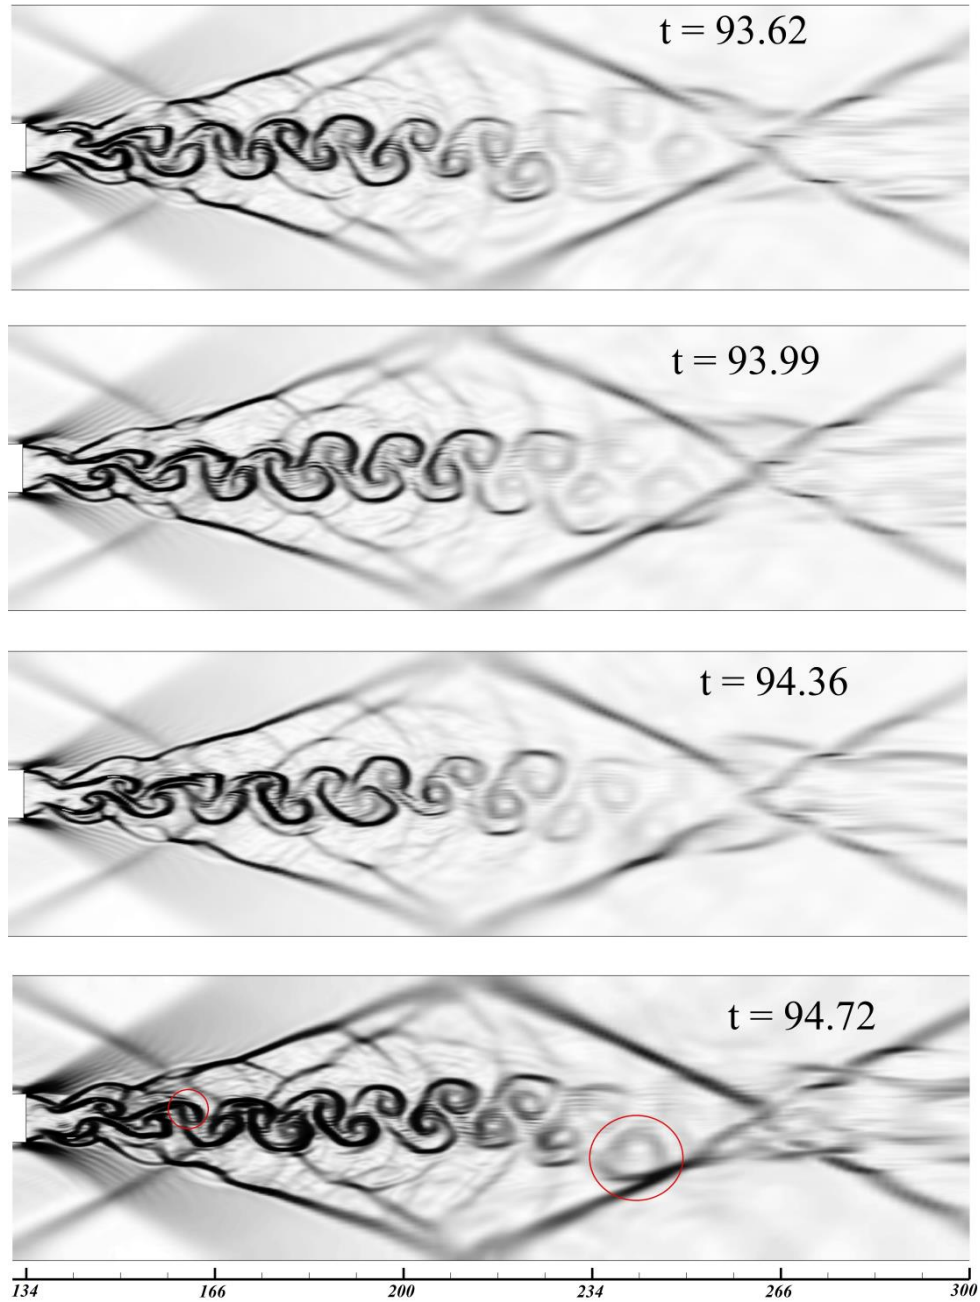 t = 93.62
t = 93.99
t = 94.36
t = 94.72
134 166 200 234 266 300